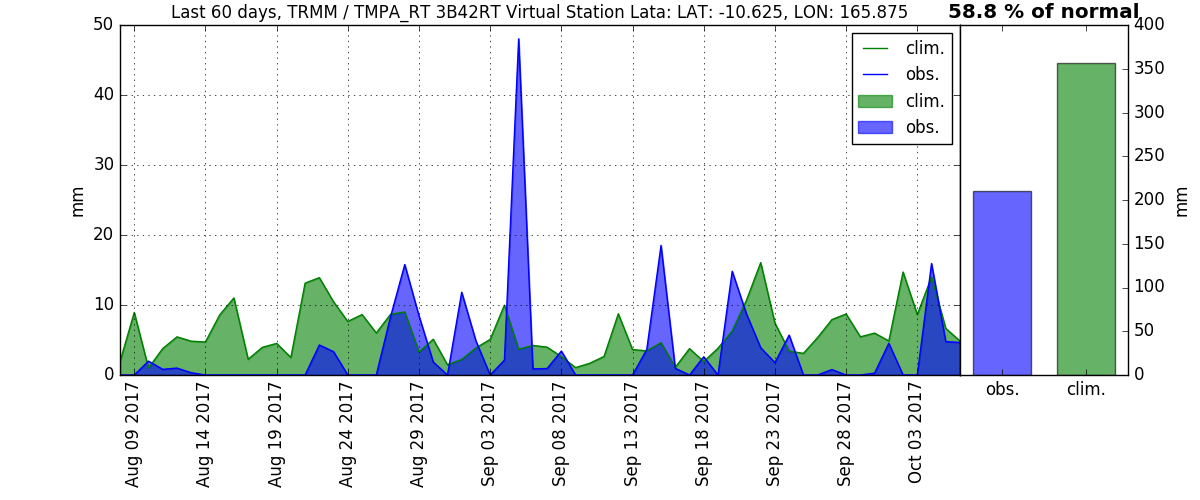 Last 60 days, TRMM / TMPA_RT 3B42RT Virtual Station Lata: LAT: -10.625, LON: 165.875
58.8 % of normal
50
40
30
20
10
0
mm
clim.
obs.
clim.
obs.
Aug 09 2017
Aug 14 2017
Aug 19 2017
Aug 24 2017
Aug 29 2017
Sep 03 2017
Sep 08 2017
Sep 13 2017
Sep 18 2017
Sep 23 2017
Sep 28 2017
Oct 03 2017
400
350
300
250
200
150
100
50
0
mm
obs.
clim.